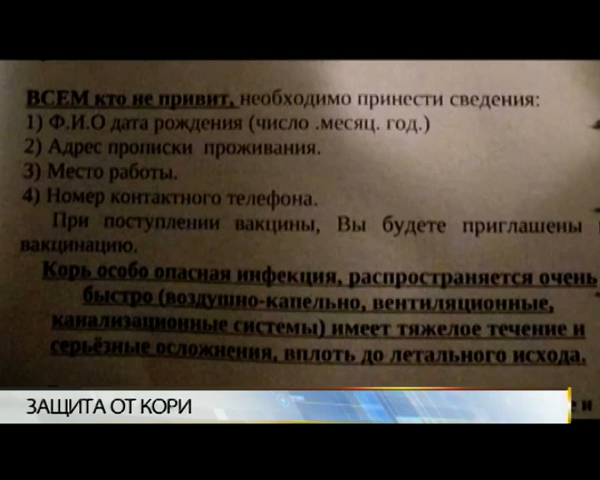 ВСЕМ кто не привит, необходимо принести сведения:
1) Ф.И.О дата рождения (число .месяц. год.)
2) Адрес прописки проживания.
3) Место работы.
4) Номер контактного телефона.
При поступлении вакцины, Вы будете приглашены
вакцинацию.
Корь особо опасная инфекция, распространяется очень
быстро (воздушно-капельно, вентиляционные,
канализационные системы) имеет тяжелое течение и
серьёзные осложнения, вплоть до летального исхода.
ЗАЩИТА ОТ КОРИ